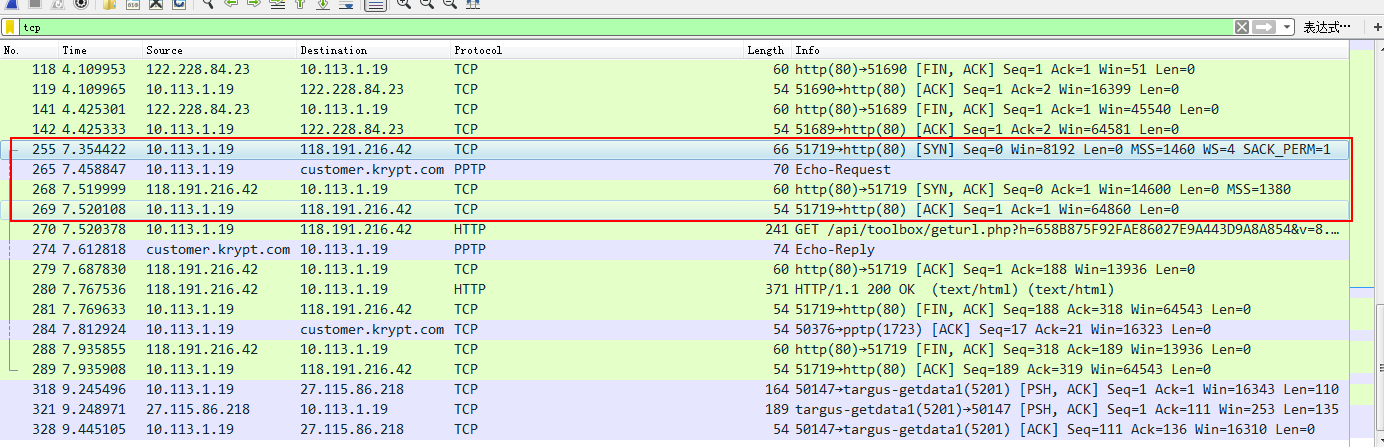 tcp 表达式…
No. Time Source Destination Protocol Length Info
118 4.109953 122.228.84.23 10.113.1.19 TCP 60 http(80)→51690 [FIN, ACK] Seq=1 Ack=1 Win=51 Len=0
119 4.109965 10.113.1.19 122.228.84.23 TCP 54 51690→http(80) [ACK] Seq=1 Ack=2 Win=16399 Len=0
141 4.425301 122.228.84.23 10.113.1.19 TCP 60 http(80)→51689 [FIN, ACK] Seq=1 Ack=1 Win=45540 Len=0
142 4.425333 10.113.1.19 122.228.84.23 TCP 54 51689→http(80) [ACK] Seq=1 Ack=2 Win=64581 Len=0
255 7.354422 10.113.1.19 118.191.216.42 TCP 66 51719→http(80) [SYN] Seq=0 Win=8192 Len=0 MSS=1460 WS=4 SACK_PERM=1
265 7.458847 10.113.1.19 customer.krypt.com PPTP 70 Echo-Request
268 7.519999 118.191.216.42 10.113.1.19 TCP 60 http(80)→51719 [SYN, ACK] Seq=0 Ack=1 Win=14600 Len=0 MSS=1380
269 7.520108 10.113.1.19 118.191.216.42 TCP 54 51719→http(80) [ACK] Seq=1 Ack=1 Win=64860 Len=0
270 7.520378 10.113.1.19 118.191.216.42 HTTP 241 GET /api/toolbox/geturl.php?h=658B875F92FAE86027E9A443D9A8A854&v=8.…
274 7.612818 customer.krypt.com 10.113.1.19 PPTP 74 Echo-Reply
279 7.687830 118.191.216.42 10.113.1.19 TCP 60 http(80)→51719 [ACK] Seq=1 Ack=188 Win=13936 Len=0
280 7.767536 118.191.216.42 10.113.1.19 HTTP 371 HTTP/1.1 200 OK (text/html) (text/html)
281 7.769633 10.113.1.19 118.191.216.42 TCP 54 51719→http(80) [FIN, ACK] Seq=188 Ack=318 Win=64543 Len=0
284 7.812924 10.113.1.19 customer.krypt.com TCP 54 50376→pptp(1723) [ACK] Seq=17 Ack=21 Win=16323 Len=0
288 7.935855 118.191.216.42 10.113.1.19 TCP 60 http(80)→51719 [FIN, ACK] Seq=318 Ack=189 Win=13936 Len=0
289 7.935908 10.113.1.19 118.191.216.42 TCP 54 51719→http(80) [ACK] Seq=189 Ack=319 Win=64543 Len=0
318 9.245496 10.113.1.19 27.115.86.218 TCP 164 50147→targus-getdata1(5201) [PSH, ACK] Seq=1 Ack=1 Win=16343 Len=110
321 9.248971 27.115.86.218 10.113.1.19 TCP 189 targus-getdata1(5201)→50147 [PSH, ACK] Seq=1 Ack=111 Win=253 Len=135
328 9.445105 10.113.1.19 27.115.86.218 TCP 54 50147→targus-getdata1(5201) [ACK] Seq=111 Ack=136 Win=16310 Len=0